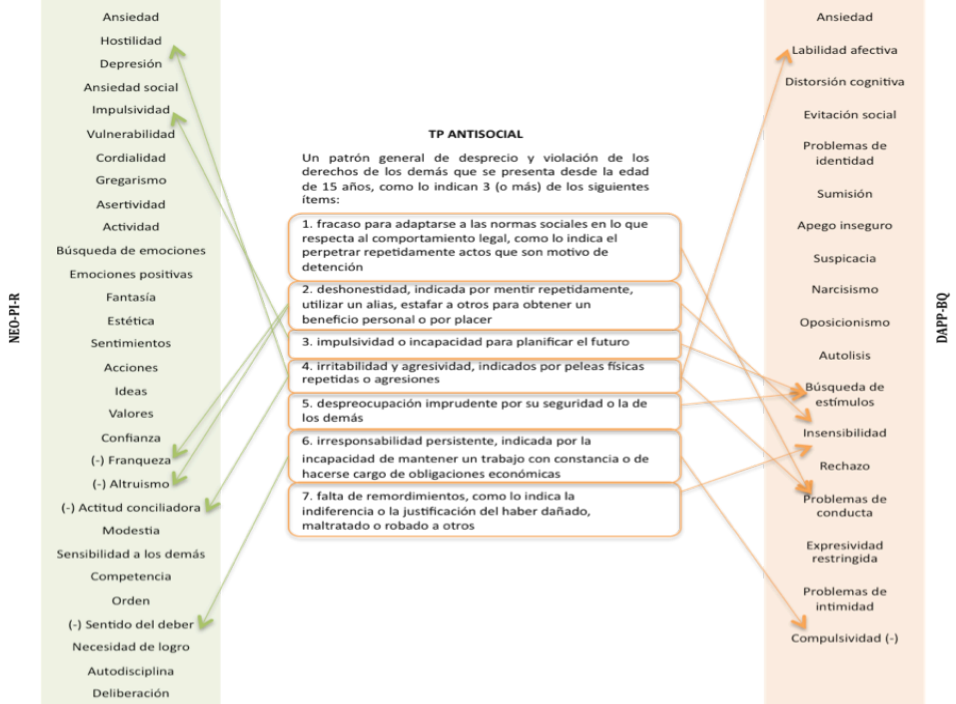 NEO-PI-R
Ansiedad
Hostilidad
Depresión
Ansiedad social
Impulsividad
Vulnerabilidad
Cordialidad
Gregarismo
Asertividad
Actividad
Búsqueda de emociones
Emociones positivas
Fantasía
Estética
Sentimientos
Acciones
Ideas
Valores
Confianza
(-) Franqueza
(-) Altruismo
(-) Actitud conciliadora
Modestia
Sensibilidad a los demás
Competencia
Orden
(-) Sentido del deber
Necesidad de logro
Autodisciplina
Deliberación
TP ANTISOCIAL
Un patrón general de desprecio y violación de los
derechos de los demás que se presenta desde la edad
de 15 años, como lo indican 3 (o más) de los siguientes
ítems:
1. fracaso para adaptarse a las normas sociales en lo que
respecta al comportamiento legal, como lo indica el
perpetrar repetidamente actos que son motivo de
detención
2. deshonestidad, indicada por mentir repetidamente,
utilizar un alias, estafar a otros para obtener un
beneficio personal o por placer
3. impulsividad o incapacidad para planificar el futuro
4. irritabilidad y agresividad, indicados por peleas físicas
repetidas o agresiones
5. despreocupación imprudente por su seguridad o la de
los demás
6. irresponsabilidad persistente, indicada por la
incapacidad de mantener un trabajo con constancia o de
hacerse cargo de obligaciones económicas
7. falta de remordimientos, como lo indica la
indiferencia o la justificación del haber dañado,
maltratado o robado a otros
Ansiedad
Labilidad afectiva
Distorsión cognitiva
Evitación social
Problemas de
identidad
Sumisión
Apego inseguro
Suspicacia
Narcisismo
Oposicionismo
Autolisis
Búsqueda de
estímulos
Insensibilidad
Rechazo
Problemas de
conducta
Expresividad
restringida
Problemas de
intimidad
Compulsividad (-)
DAPP-BQ